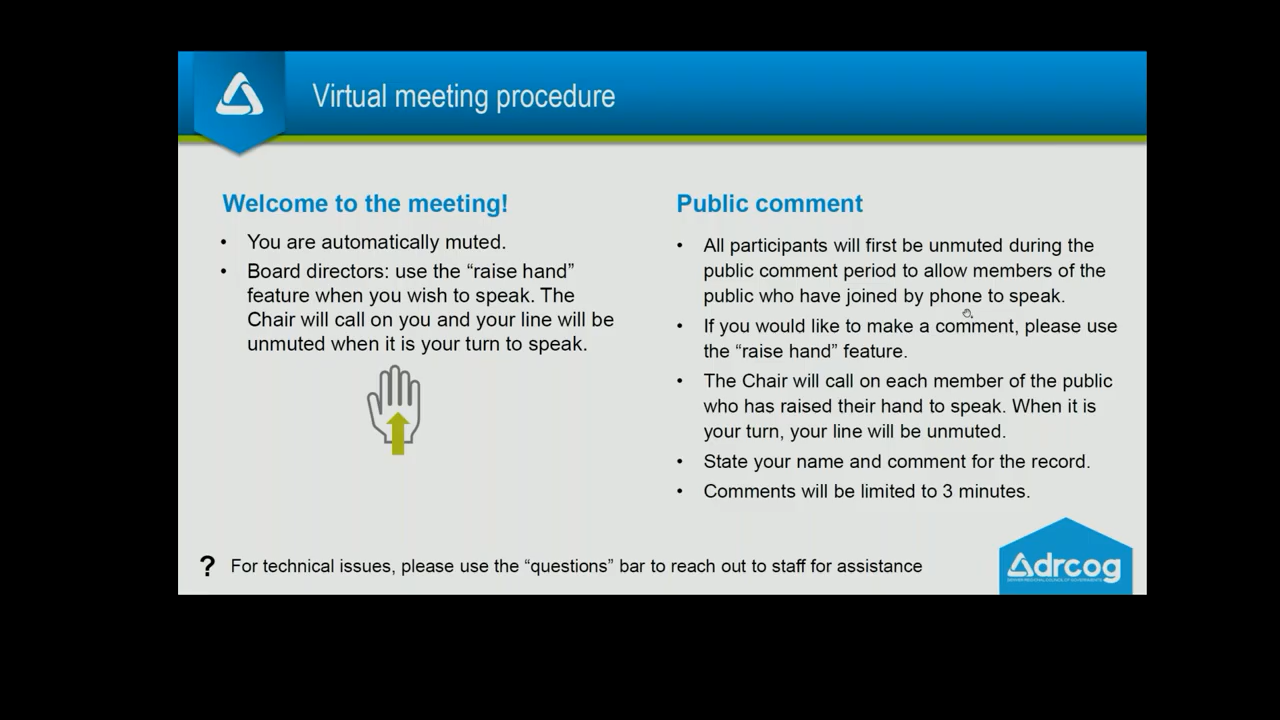 Virtual meeting procedure
Welcome to the meeting!
• You are automatically muted.
• Board directors: use the “raise hand”
feature when you wish to speak. The
Chair will call on you and your line will be
unmuted when it is your turn to speak.
Public comment
• All participants will first be unmuted during the
public comment period to allow members of the
public who have joined by phone to speak.
• If you would like to make a comment, please use
the “raise hand” feature.
• The Chair will call on each member of the public
who has raised their hand to speak. When it is
your turn, your line will be unmuted.
• State your name and comment for the record.
• Comments will be limited to 3 minutes.
? For technical issues, please use the “questions” bar to reach out to staff for assistance
drcog
DENVER REGIONAL COUNCIL OF GOVERNMENTS